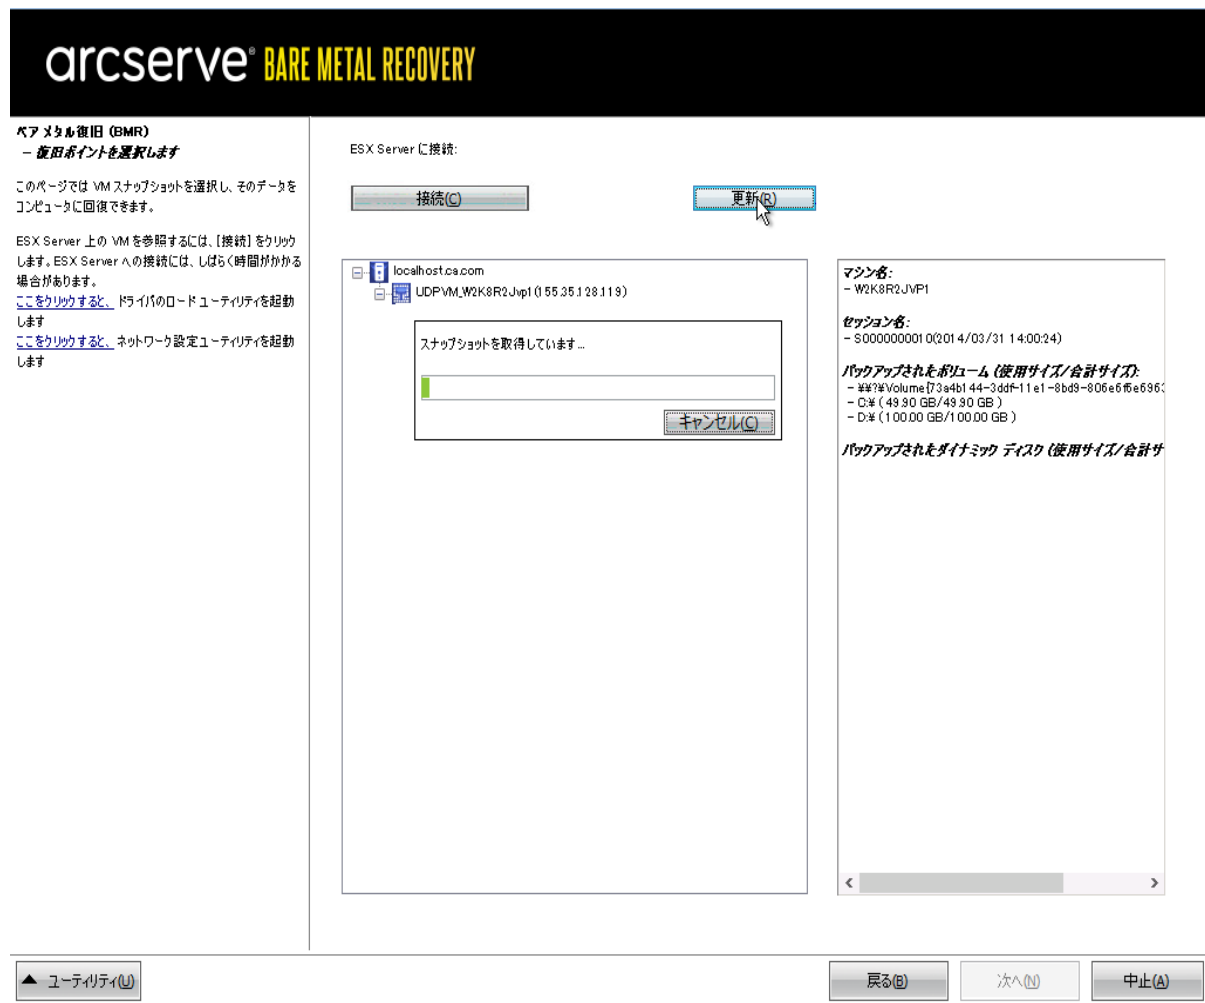 arcserve® BARE METAL RECOVERY
ベア メタル復旧 (BMR)
- 復旧ポイントを選択します
このページでは VM スナップショットを選択し、そのデータを
コンピュータに回復できます。
ESX Server 上の VM を参照するには、[接続] をクリック
します。ESX Server への接続には、しばらく時間がかかる
場合があります。
ここをクリックすると、ドライバのロード ユーティリティを起動
します
ここをクリックすると、ネットワーク設定ユーティリティを起動
します
ESX Server に接続:
接続(C)
更新(R)
localhost.ca.com
UDPVM_W2K8R2Jvp1(155.35.128.119)
スナップショットを取得しています...
キャンセル(C)
マシン名:
- W2K8R2JVP1
セッション名:
- S0000000010(2014/03/31 14:00:24)
バックアップされたボリューム (使用サイズ/合計サイズ):
- ¥¥?¥Volume{73a4b144-3ddf-11e1-8bd9-806e6f6e6963
- C:¥ ( 49.90 GB/49.90 GB )
- D:¥ ( 100.00 GB/100.00 GB )
バックアップされたダイナミック ディスク (使用サイズ/合計サ
ユーティリティ(U)
戻る(B)
次へ(N)
中止(A)